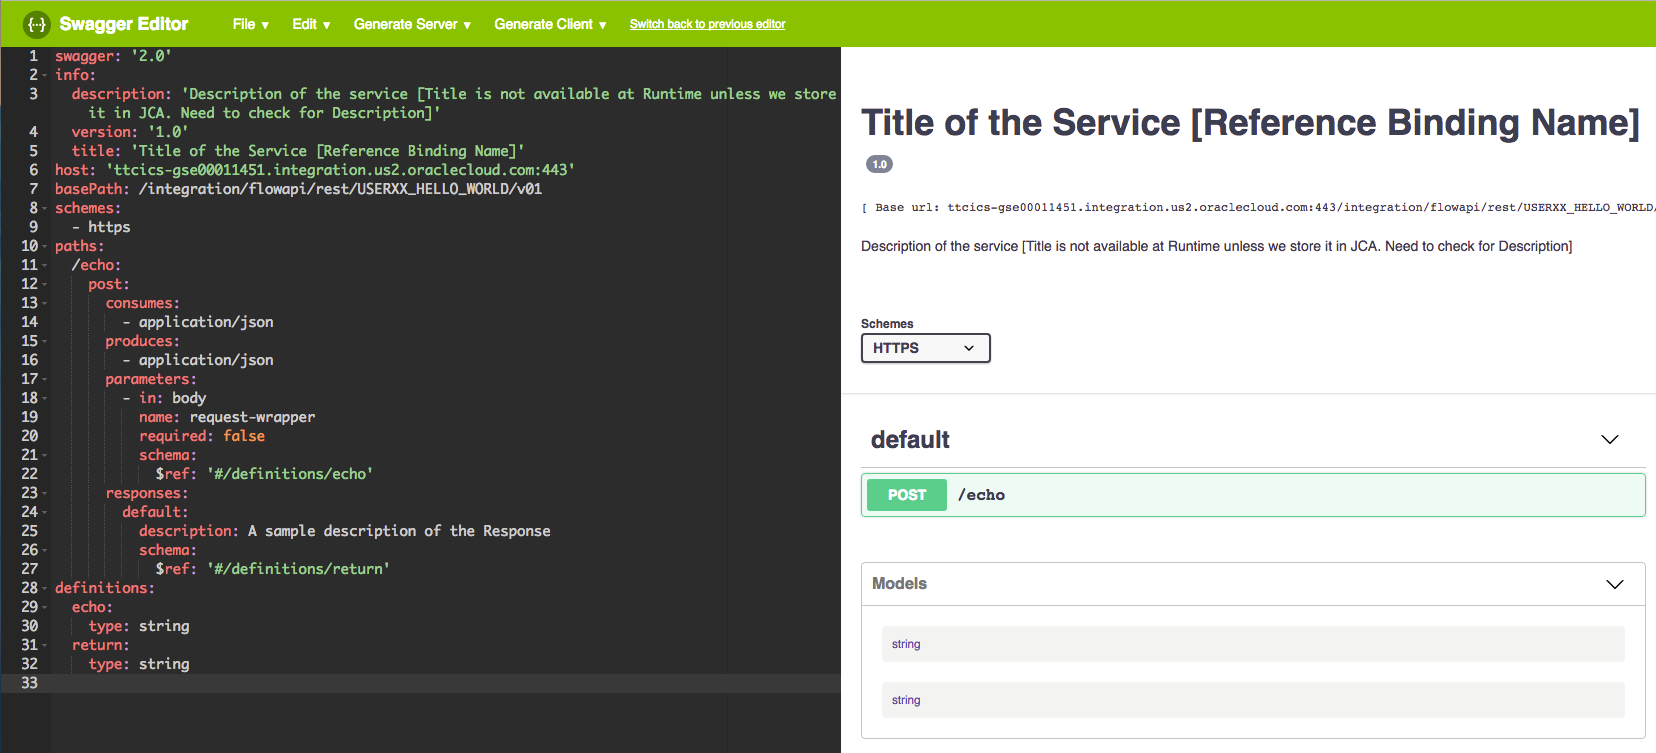 {...} Swagger Editor File ▾ Edit ▾ Generate Server ▾ Generate Client ▾ Switch back to previous editor
1 swagger: '2.0'
2 info:
3 description: 'Description of the service [Title is not available at Runtime unless we store
it in JCA. Need to check for Description]'
4 version: '1.0'
5 title: 'Title of the Service [Reference Binding Name]'
6 host: 'ttcics-gse00011451.integration.us2.oraclecloud.com:443'
7 basePath: /integration/flowapi/rest/USERXX_HELLO_WORLD/v01
8 schemes:
9 - https
10 paths:
11 /echo:
12 post:
13 consumes:
14 - application/json
15 produces:
16 - application/json
17 parameters:
18 - in: body
19 name: request-wrapper
20 required: false
21 schema:
22 $ref: '#/definitions/echo'
23 responses:
24 default:
25 description: A sample description of the Response
26 schema:
27 $ref: '#/definitions/return'
28 definitions:
29 echo:
30 type: string
31 return:
32 type: string
33
Title of the Service [Reference Binding Name]
1.0
[ Base url: ttcics-gse00011451.integration.us2.oraclecloud.com:443/integration/flowapi/rest/USERXX_HELLO_WORLD/
Description of the service [Title is not available at Runtime unless we store it in JCA. Need to check for Description]
Schemes
HTTPS
default
POST /echo
Models
string
string